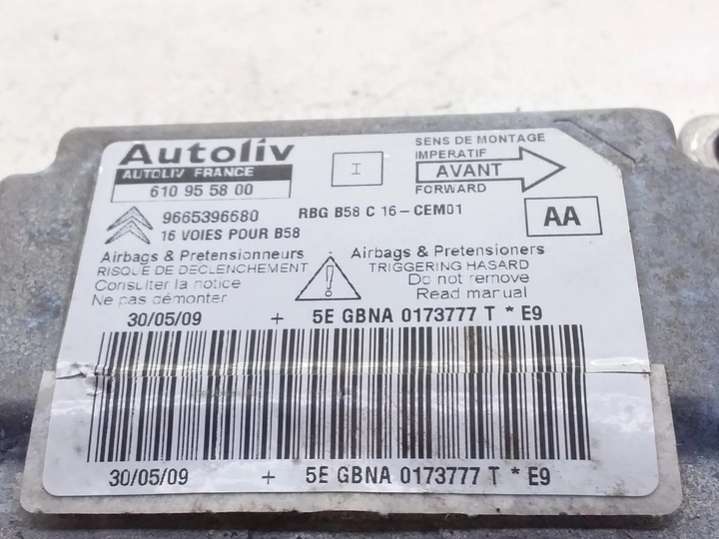 Autoliv
AUTOLIV FRANCE
610 95 58 00
I
SENS DE MONTAGE
IMPERATIF
AVANT
FORWARD
9665396680 RBG B58 C 16-CEM01
16 VOIES POUR B58
AA
Airbags & Pretensionneurs
RISQUE DE DECLENCHEMENT
Consulter la notice
Ne pas démonter
Airbags & Pretensioners
TRIGGERING HASARD
Do not remove
Read manual
30/05/09 + 5E GBNA 0173777 T * E9
30/05/09 + 5E GBNA 0173777 T * E9